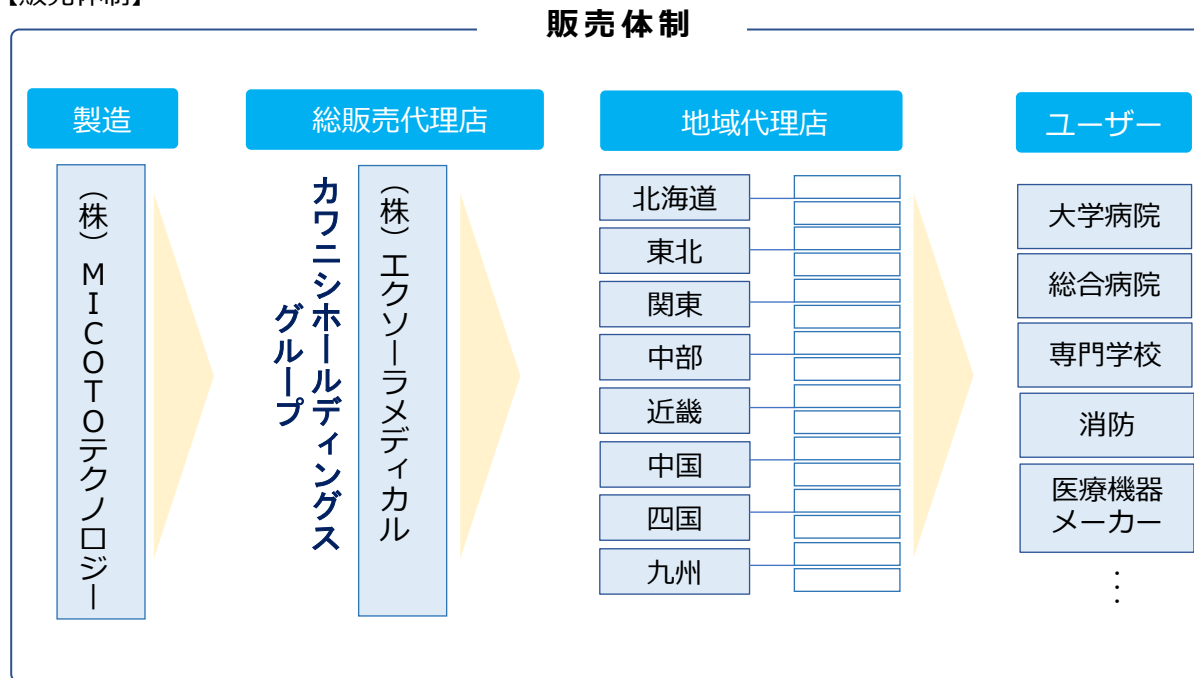 【販売体制】
販売体制
製造
(株)MICOTOテクノロジー
総販売代理店
カワニシホールディングス
グループ
(株)エクソーラメディカル
地域代理店
北海道
東北
関東
中部
近畿
中国
四国
九州
ユーザー
大学病院
総合病院
専門学校
消防
医療機器
メーカー
⋮